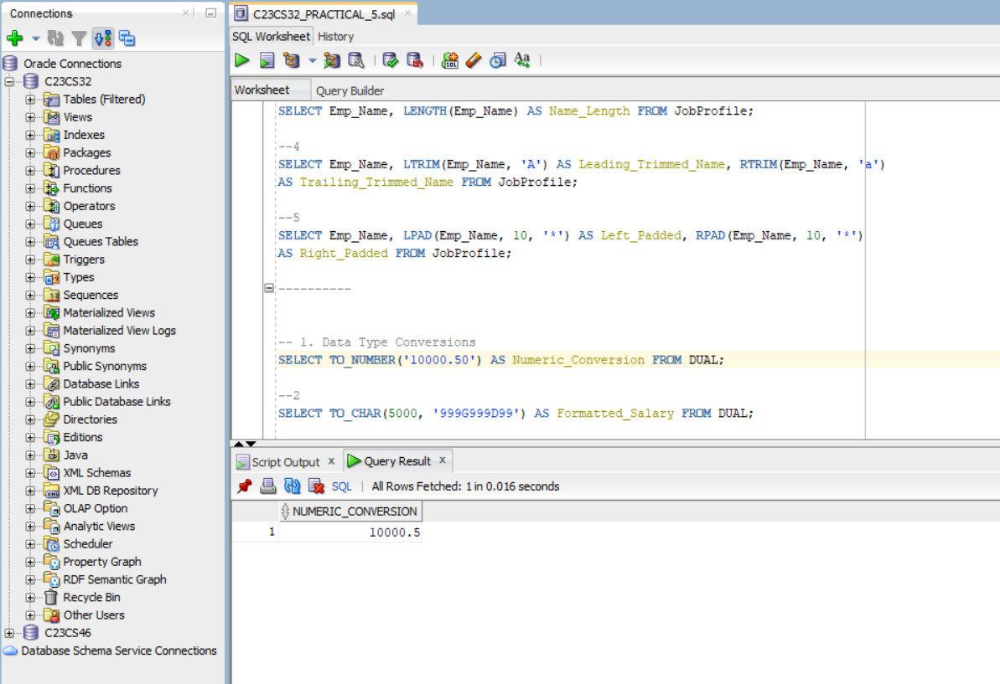 Connections
Oracle Connections
C23CS32
Tables (Filtered)
Views
Indexes
Packages
Procedures
Functions
Operators
Queues
Queues Tables
Triggers
Types
Sequences
Materialized Views
Materialized View Logs
Synonyms
Public Synonyms
Database Links
Public Database Links
Directories
Editions
Java
XML Schemas
XML DB Repository
OLAP Option
Analytic Views
Scheduler
Property Graph
RDF Semantic Graph
Recycle Bin
Other Users
C23CS46
Database Schema Service Connections
C23CS32_PRACTICAL_5.sql
SQL Worksheet History
Worksheet Query Builder
SELECT Emp_Name, LENGTH(Emp_Name) AS Name_Length FROM JobProfile;
--4
SELECT Emp_Name, LTRIM(Emp_Name, 'A') AS Leading_Trimmed_Name, RTRIM(Emp_Name, 'a')
AS Trailing_Trimmed_Name FROM JobProfile;
--5
SELECT Emp_Name, LPAD(Emp_Name, 10, '*') AS Left_Padded, RPAD(Emp_Name, 10, '*')
AS Right_Padded FROM JobProfile;
----------
-- 1. Data Type Conversions
SELECT TO_NUMBER('10000.50') AS Numeric_Conversion FROM DUAL;
--2
SELECT TO_CHAR(5000, '999G999D99') AS Formatted_Salary FROM DUAL;
Script Output x Query Result x
SQL | All Rows Fetched: 1 in 0.016 seconds
NUMERIC_CONVERSION
1 10000.5